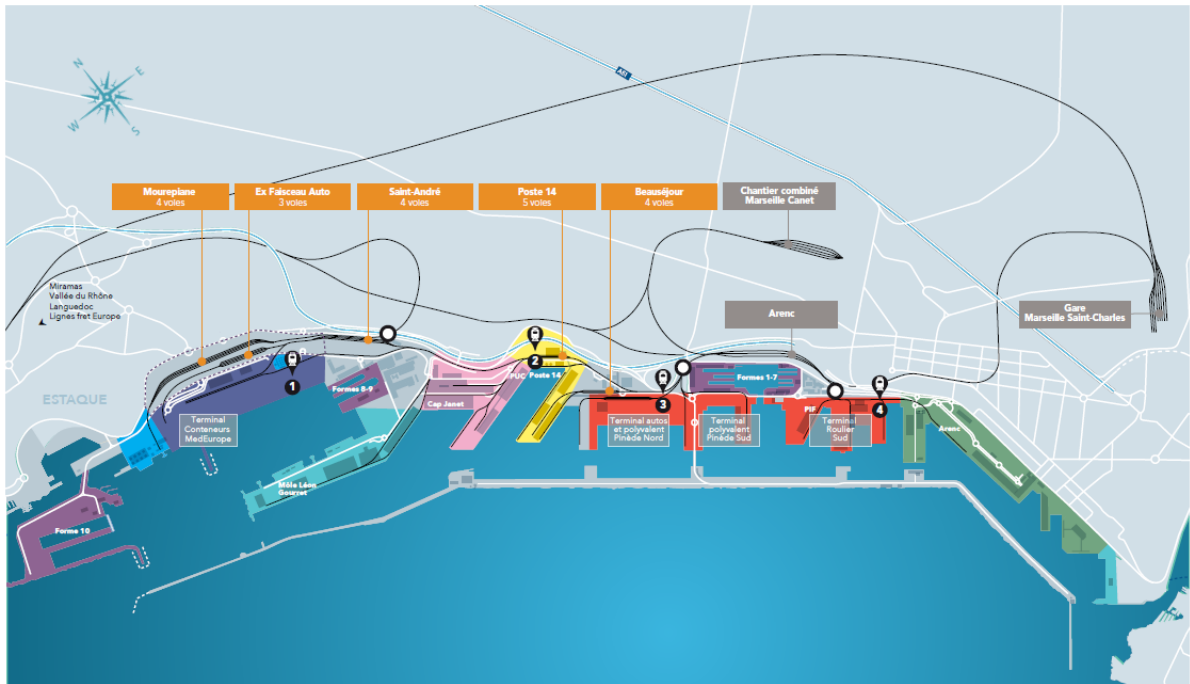 N
E
W
S
A51
Mourepiane
4 voies
Ex Faisceau Auto
3 voies
Saint-André
4 voies
Poste 14
5 voies
Beauséjour
4 voies
Chantier combiné
Marseille Canet
Miramas
Vallée du Rhône
Languedoc
Lignes fret Europe
Arenc
Gare
Marseille Saint-Charles
ESTAQUE
1
2
3
4
PUC
Poste 14
Formes 8-9
Cap Janet
Formes 1-7
PIF
Arenc
Terminal
Conteneurs
MedEurope
Terminal autos
et polyvalent
Pinède Nord
Terminal
polyvalent
Pinède Sud
Terminal
Roulier
Sud
Môle Léon
Gourret
Forme 10